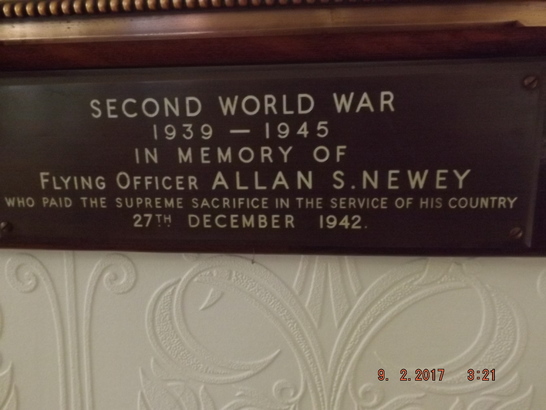 SECOND WORLD WAR
1939 — 1945
IN MEMORY OF
FLYING OFFICER ALLAN S. NEWEY
WHO PAID THE SUPREME SACRIFICE IN THE SERVICE OF HIS COUNTRY
27TH DECEMBER 1942.
9. 2.2017 3:21